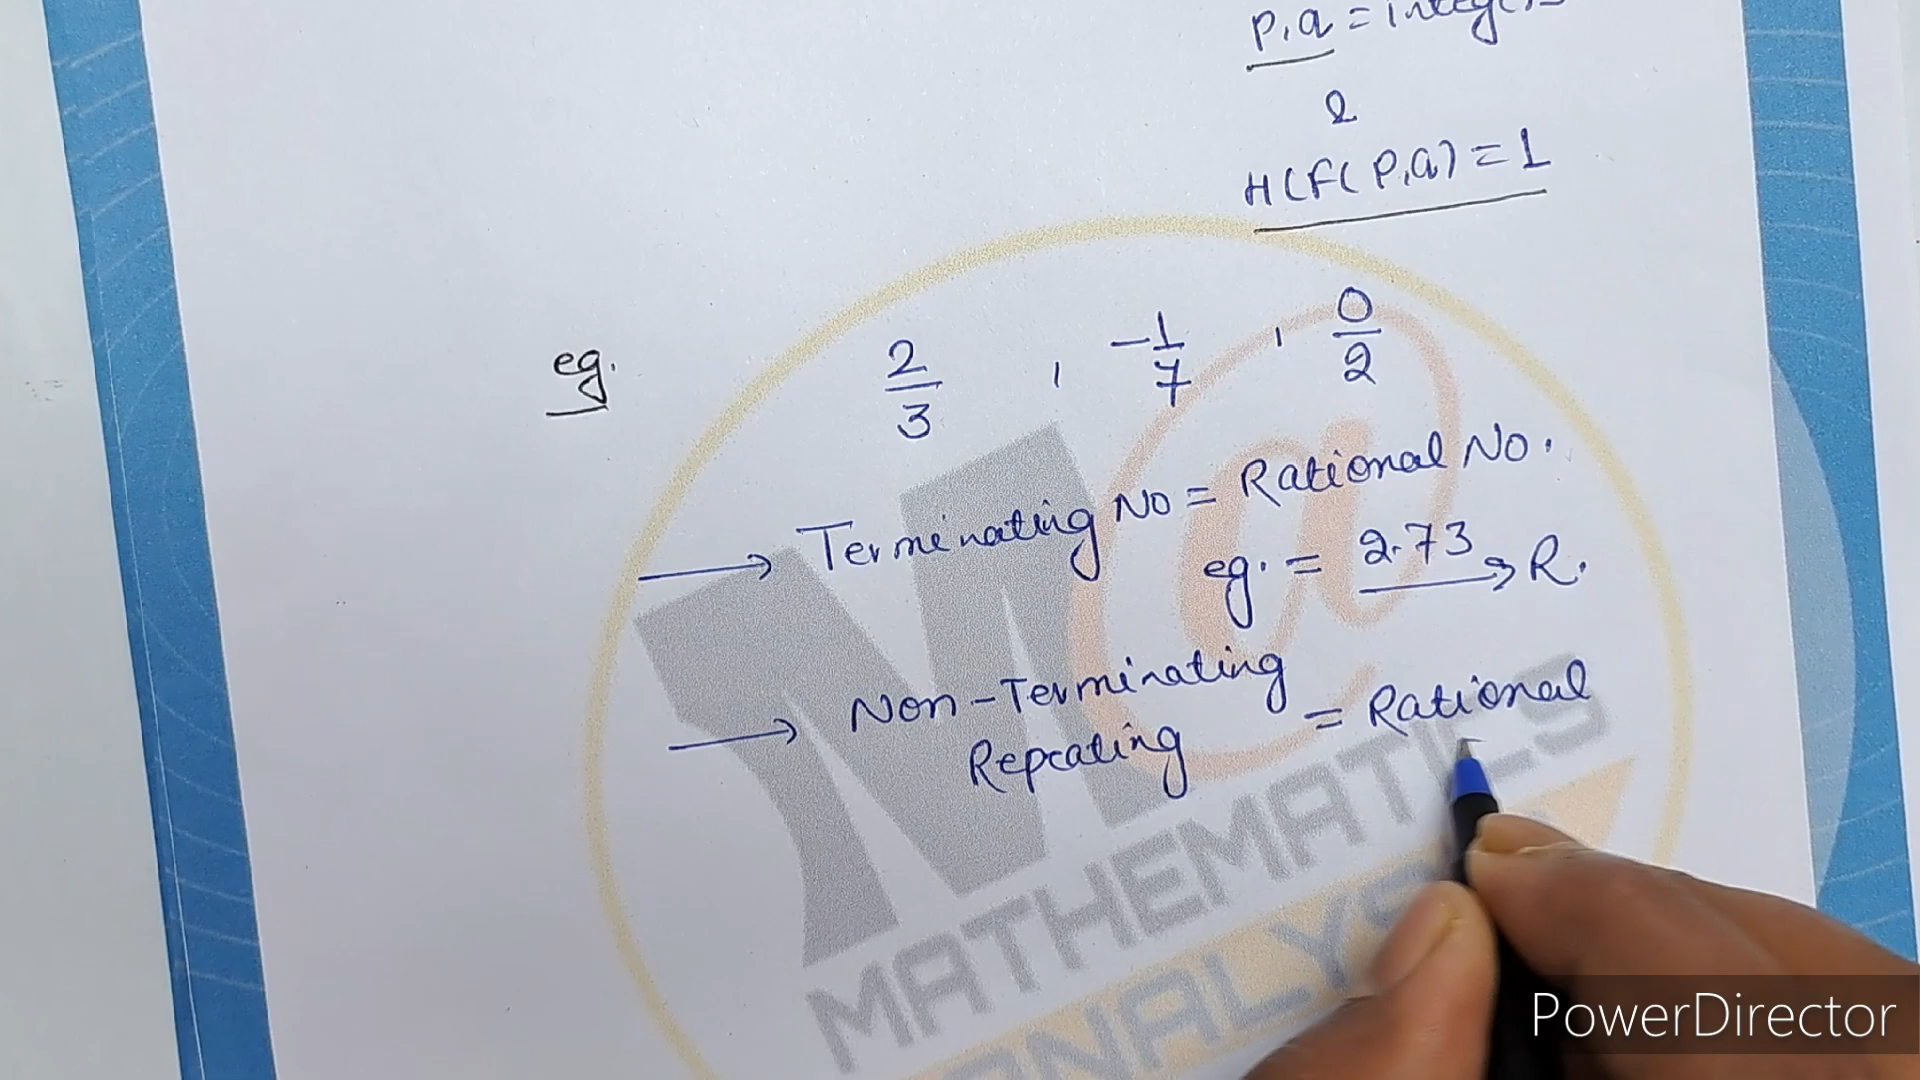 P,Q = integers
&
HCF(P,Q) = 1
eg. 2/3 , -1/7 , 0/2
→ Terminating No = Rational No.
eg. = 2.73 → R.
→ Non-Terminating Repeating = Rational
MATHEMATICS
ANALYS
PowerDirector